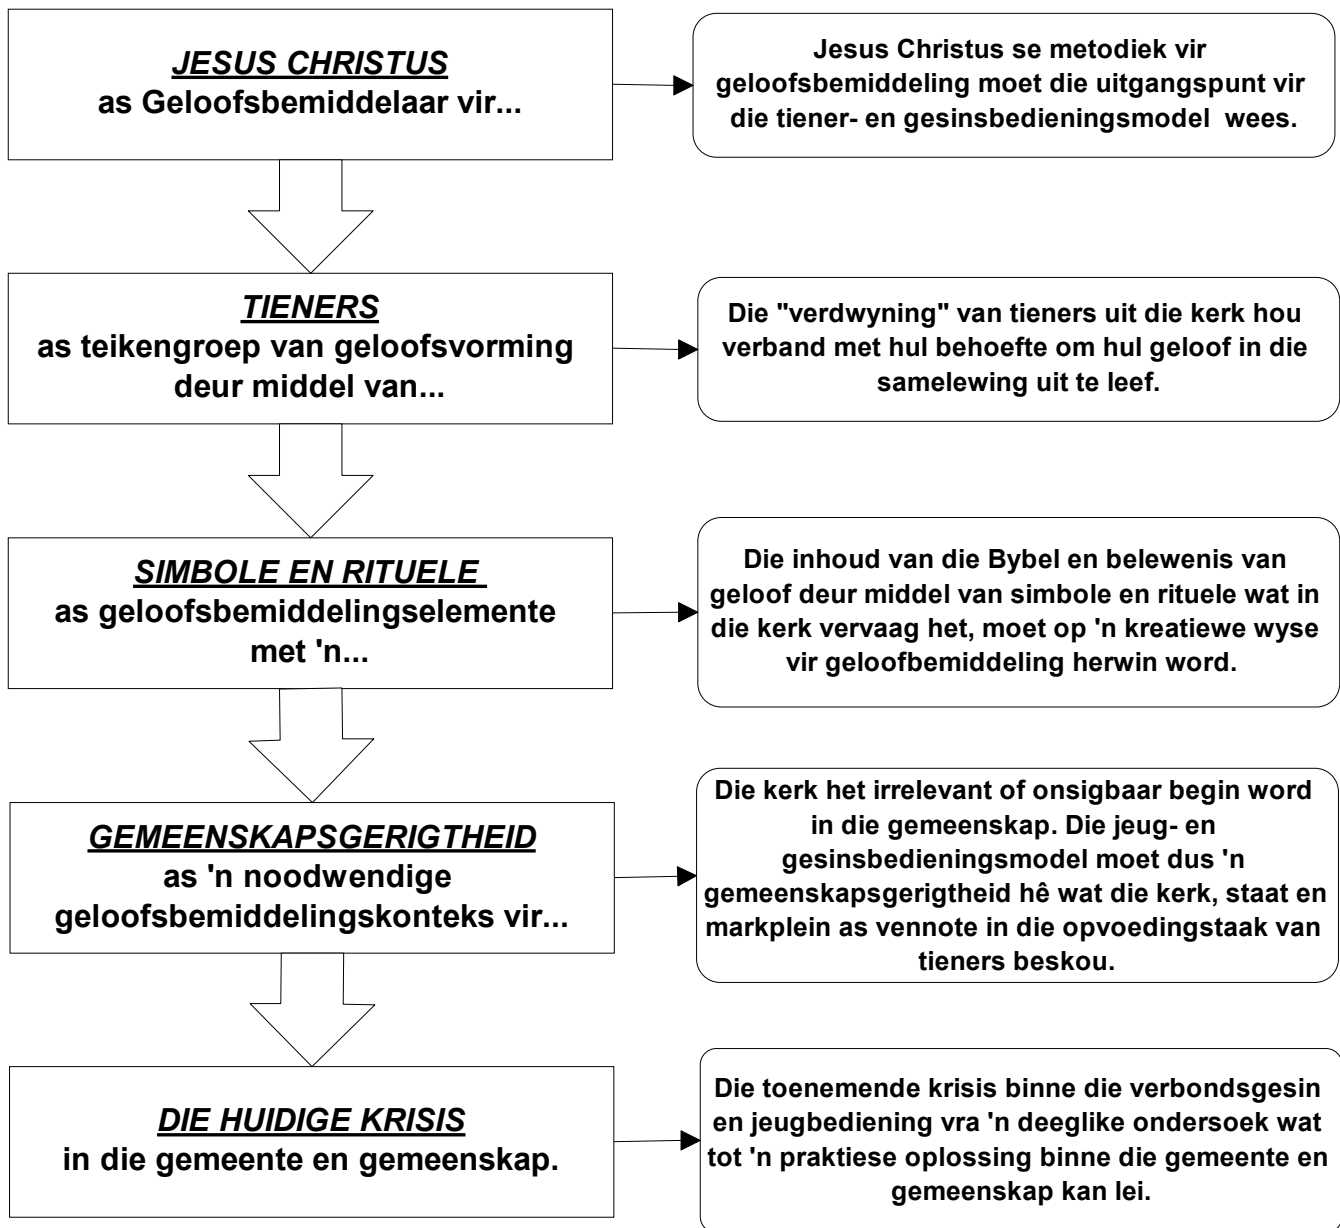 JESUS CHRISTUS
as Geloofsbemiddelaar vir...
Jesus Christus se metodiek vir
geloofsbemiddeling moet die uitgangspunt vir
die tiener- en gesinsbedieningsmodel wees.
TIENERS
as teikengroep van geloofsvorming
deur middel van...
Die "verdwyning" van tieners uit die kerk hou
verband met hul behoefte om hul geloof in die
samelewing uit te leef.
SIMBOLE EN RITUELE
as geloofsbemiddelingselemente
met 'n...
Die inhoud van die Bybel en belewenis van
geloof deur middel van simbole en rituele wat in
die kerk vervaag het, moet op 'n kreatiewe wyse
vir geloofbemiddeling herwin word.
GEMEENSKAPSGERIGTHEID
as 'n noodwendige
geloofsbemiddelingskonteks vir...
Die kerk het irrelevant of onsigbaar begin word
in die gemeenskap. Die jeug- en
gesinsbedieningsmodel moet dus 'n
gemeenskapsgerigtheid hê wat die kerk, staat en
markplein as vennote in die opvoedingstaak van
tieners beskou.
DIE HUIDIGE KRISIS
in die gemeente en gemeenskap.
Die toenemende krisis binne die verbondsgesin
en jeugbediening vra 'n deeglike ondersoek wat
tot 'n praktiese oplossing binne die gemeente en
gemeenskap kan lei.